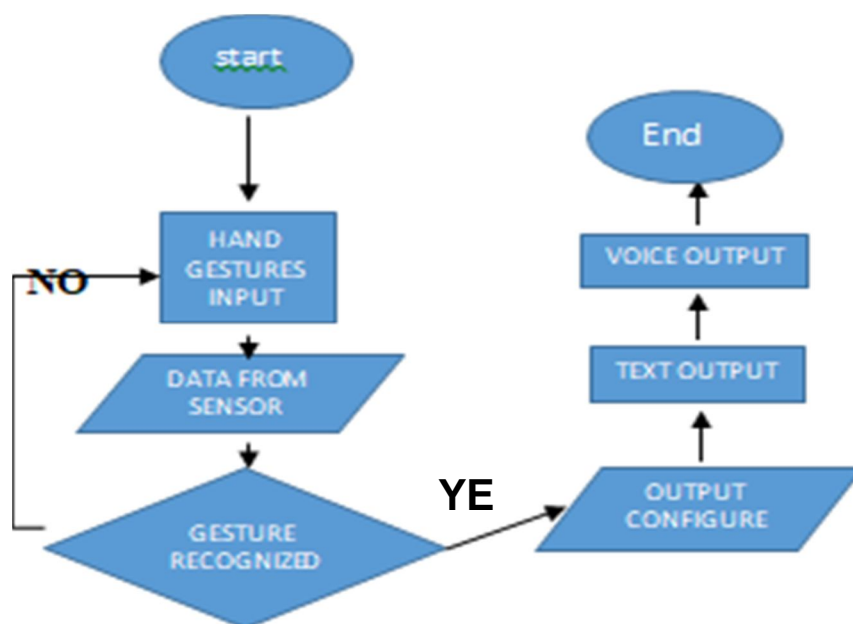 start
HAND
GESTURES
INPUT
NO
DATA FROM
SENSOR
GESTURE
RECOGNIZED
YE
OUTPUT
CONFIGURE
TEXT OUTPUT
VOICE OUTPUT
End